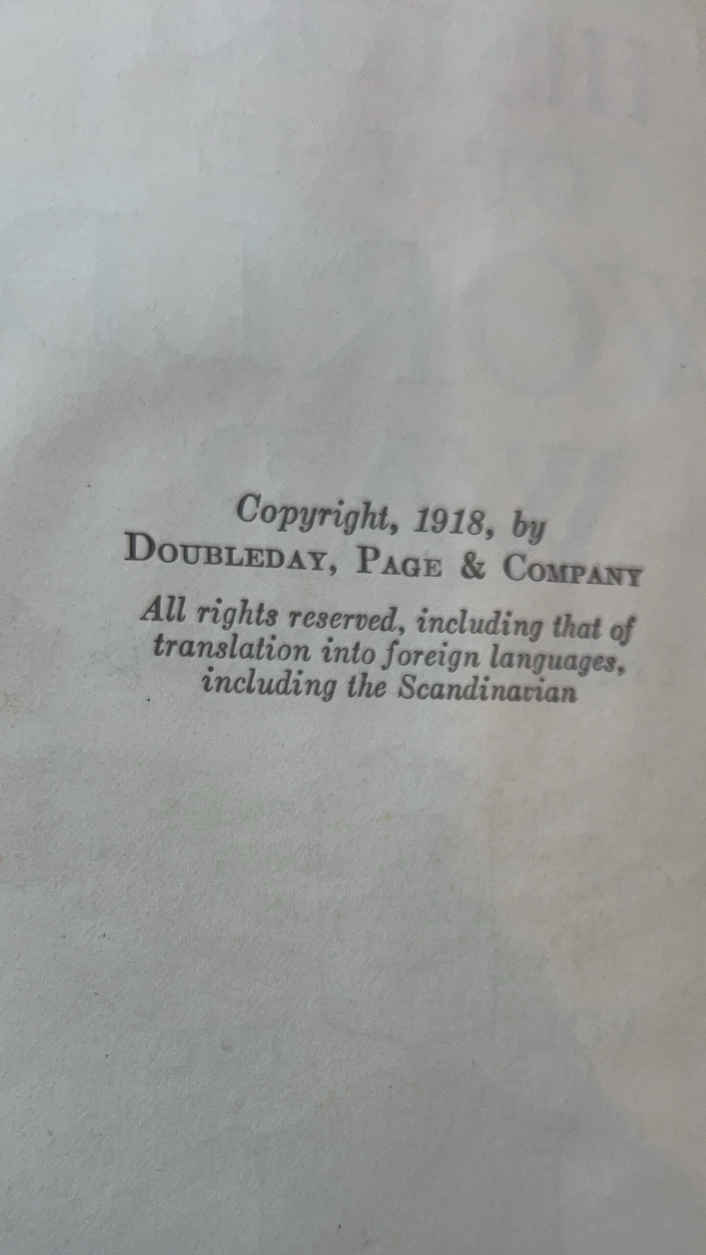 Copyright, 1918, by
DOUBLEDAY, PAGE & COMPANY
All rights reserved, including that of
translation into foreign languages,
including the Scandinavian